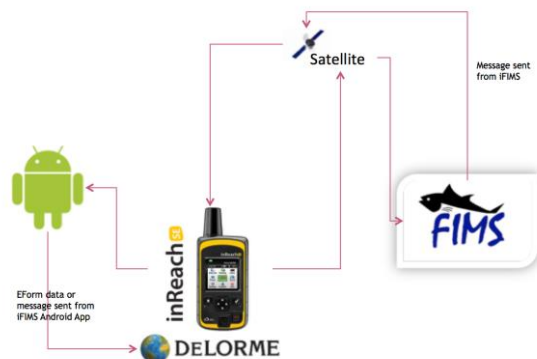 Satellite
Message sent
from iFIMS
FIMS
inReach SE
EForm data or
message sent from
iFIMS Android App
DELORME